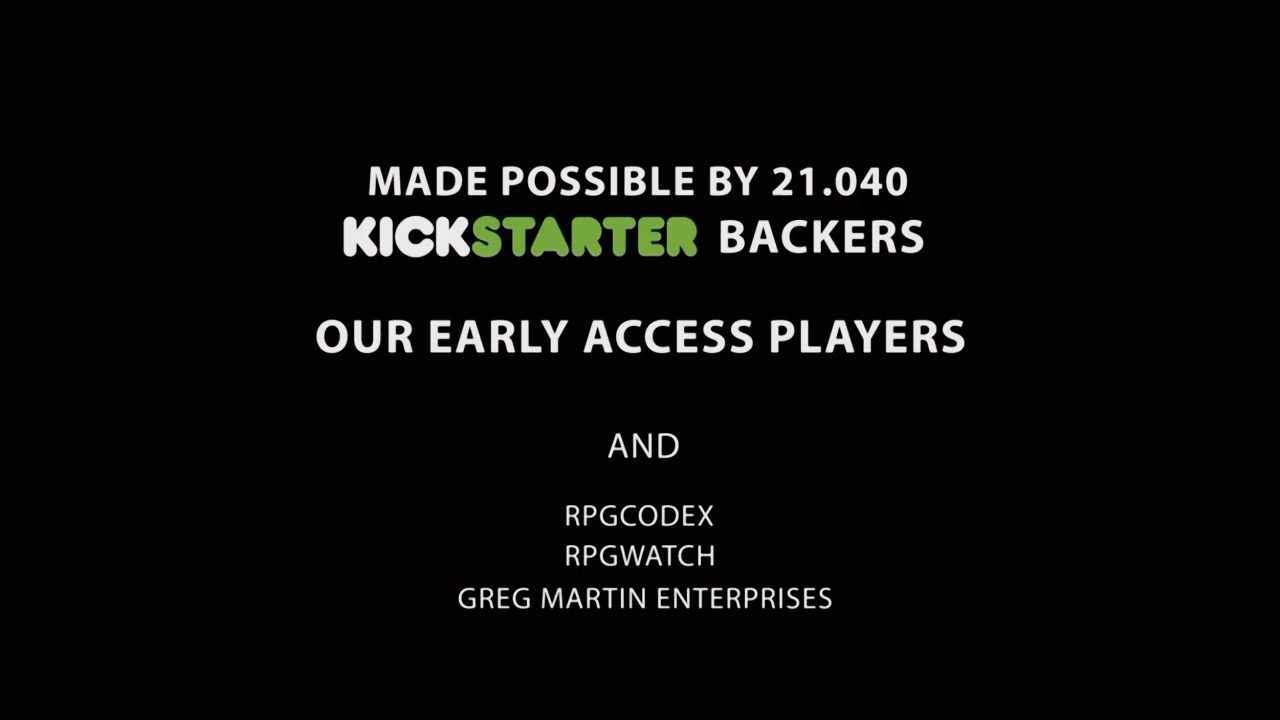 MADE POSSIBLE BY 21.040
KICKSTARTER BACKERS
OUR EARLY ACCESS PLAYERS
AND
RPGCODEX
RPGWATCH
GREG MARTIN ENTERPRISES